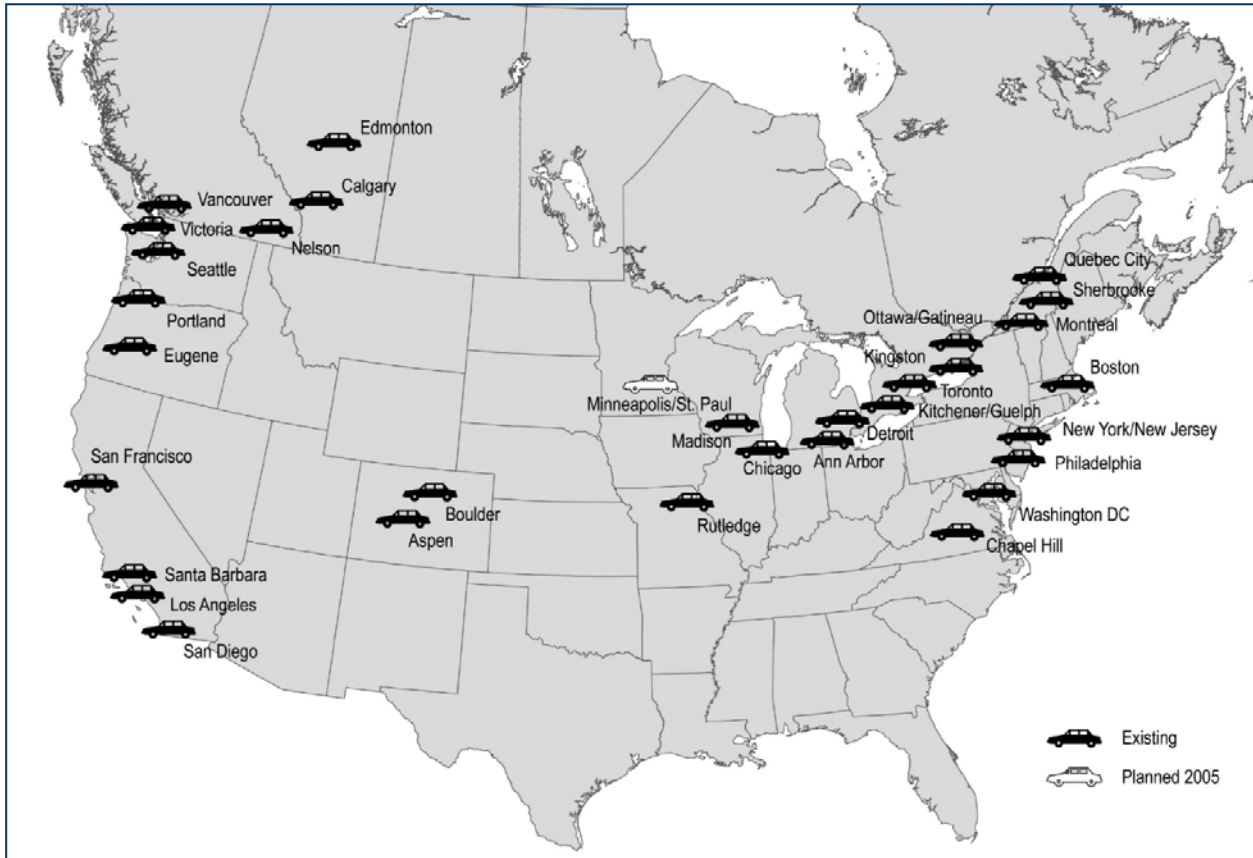 Edmonton
Calgary
Vancouver
Victoria
Nelson
Seattle
Portland
Eugene
San Francisco
Santa Barbara
Los Angeles
San Diego
Boulder
Aspen
Minneapolis/St. Paul
Madison
Chicago
Rutledge
Ann Arbor
Detroit
Kitchener/Guelph
Toronto
Kingston
Ottawa/Gatineau
Quebec City
Sherbrooke
Montreal
Boston
New York/New Jersey
Philadelphia
Washington DC
Chapel Hill
Existing
Planned 2005